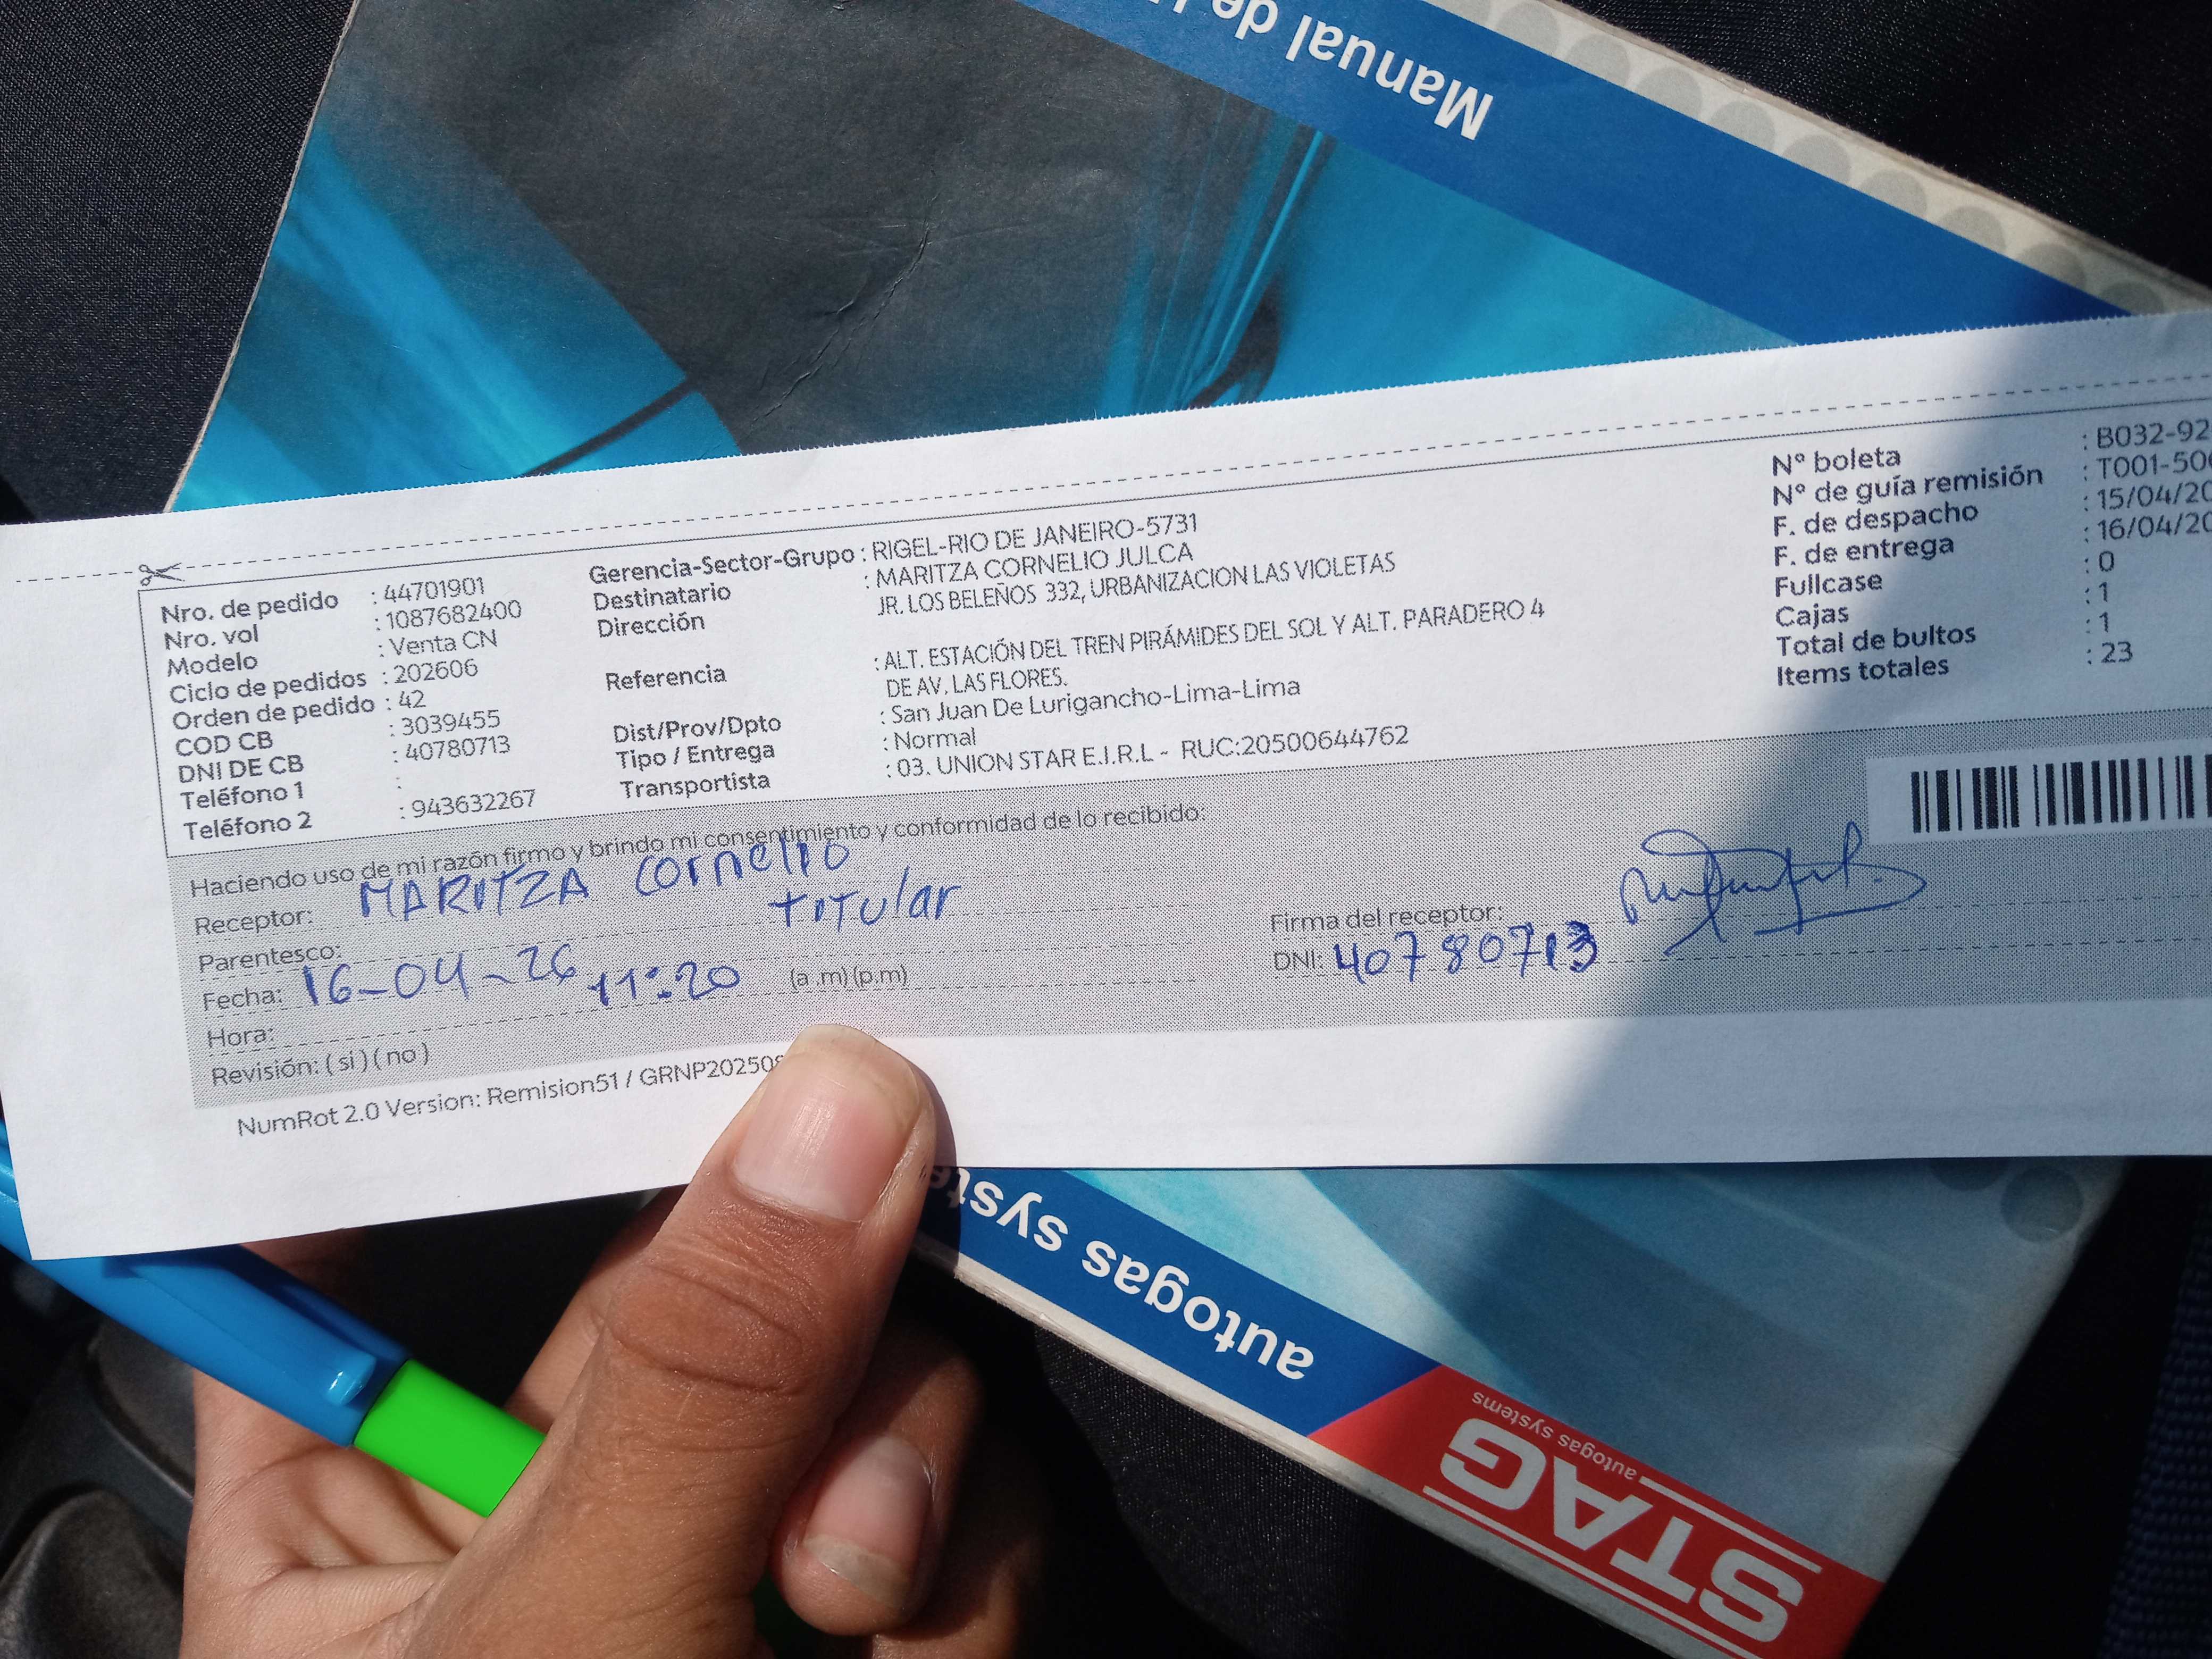 Manual de
Nro. de pedido : 44701901
Nro. vol : 1087682400
Modelo : Venta CN
Ciclo de pedidos : 202606
Orden de pedido : 42
COD CB : 3039455
DNI DE CB : 40780713
Teléfono 1 :
Teléfono 2 : 943632267
Gerencia-Sector-Grupo : RIGEL-RIO DE JANEIRO-5731
Destinatario : MARITZA CORNELIO JULCA
Dirección JR. LOS BELEÑOS 332, URBANIZACION LAS VIOLETAS
Referencia : ALT. ESTACIÓN DEL TREN PIRÁMIDES DEL SOL Y ALT. PARADERO 4
DE AV. LAS FLORES.
Dist/Prov/Dpto : San Juan De Lurigancho-Lima-Lima
Tipo / Entrega : Normal
Transportista : 03. UNION STAR E.I.R.L - RUC:20500644762
N° boleta : B032-92
N° de guía remisión : T001-50
F. de despacho : 15/04/20
F. de entrega : 16/04/20
Fullcase : 0
Cajas : 1
Total de bultos : 1
Items totales : 23
Haciendo uso de mi razón firmo y brindo mi consentimiento y conformidad de lo recibido:
Receptor: MARITZA Cornelio
Parentesco: TITular
Fecha: 16-04-26
Hora: 11:20 (a.m) (p.m)
Revisión: ( si ) ( no )
Firma del receptor:
DNI: 40780713
NumRot 2.0 Version: Remision51 / GRNP20250
autogas syste
STAG
autogas systems